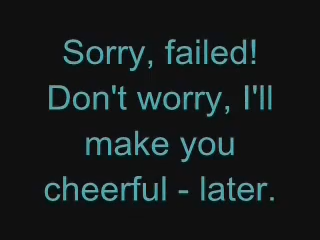 Sorry, failed!
Don't worry, I'll
make you
cheerful - later.